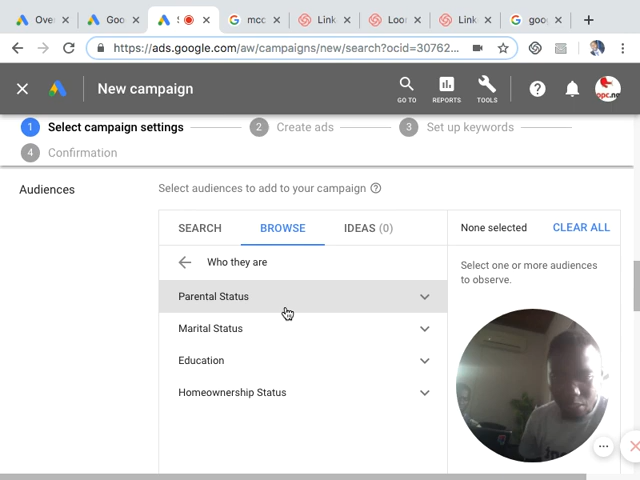 Ove
Goo
S
mcc
Link
Loo
Link
goo
https://ads.google.com/aw/campaigns/new/search?ocid=30762...
New campaign
GO TO
REPORTS
TOOLS
opc.ne
1 Select campaign settings
2 Create ads
3 Set up keywords
4 Confirmation
Audiences
Select audiences to add to your campaign
SEARCH
BROWSE
IDEAS (0)
None selected
CLEAR ALL
Who they are
Select one or more audiences
to observe.
Parental Status
Marital Status
Education
Homeownership Status